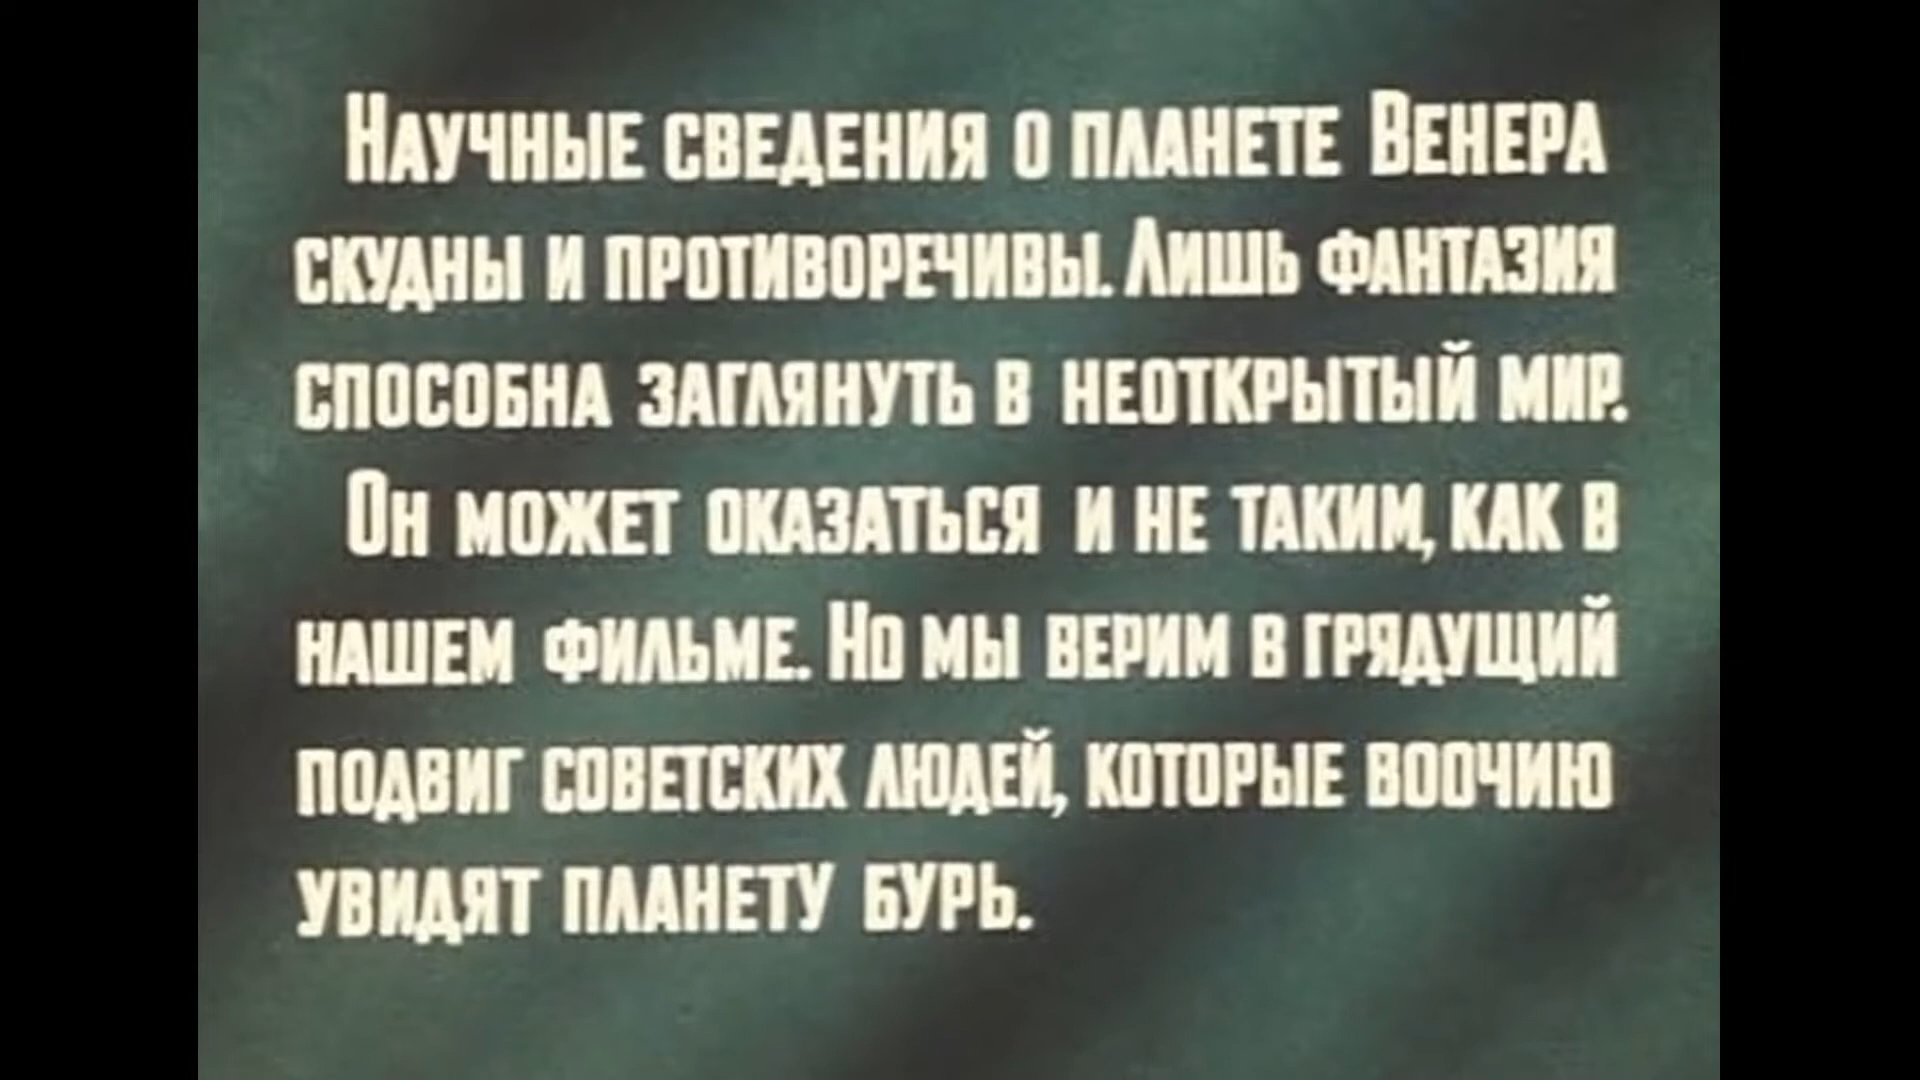 Научные сведения о планете Венера
скудны и противоречивы. Лишь фантазия
способна заглянуть в неоткрытый мир.
Он может оказаться и не таким, как в
нашем фильме. Но мы верим в грядущий
подвиг советских людей, которые воочию
увидят планету бурь.